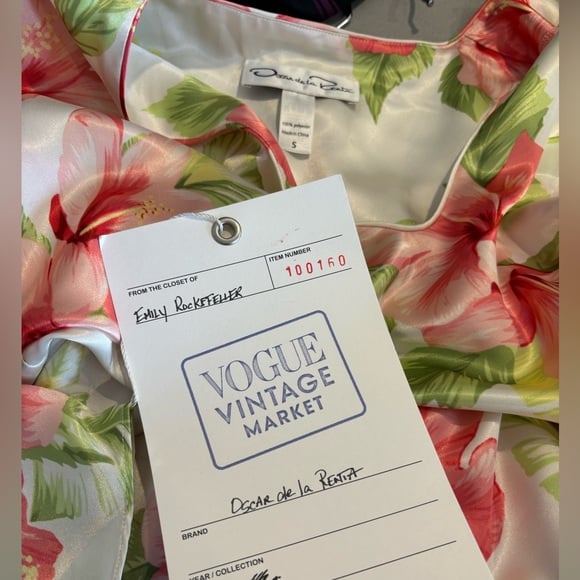 Oscar de la Renta
100% polyester
Made in China
S
ITEM NUMBER
100160
FROM THE CLOSET OF
EMILY ROCKEFELLER
VOGUE
VINTAGE
MARKET
OSCAR de la RENTA
BRAND
YEAR / COLLECTION